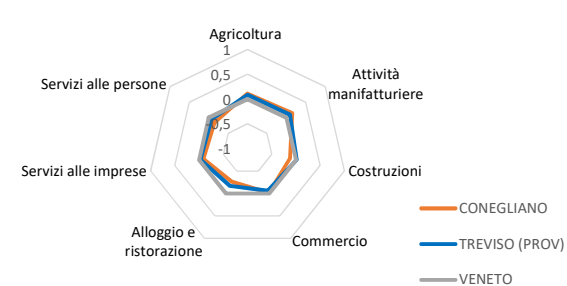 Agricoltura
1
0,5
0
-0,5
-1
Attività
manifatturiere
Costruzioni
Commercio
Alloggio e
ristorazione
Servizi alle imprese
Servizi alle persone
CONEGLIANO
TREVISO (PROV)
VENETO